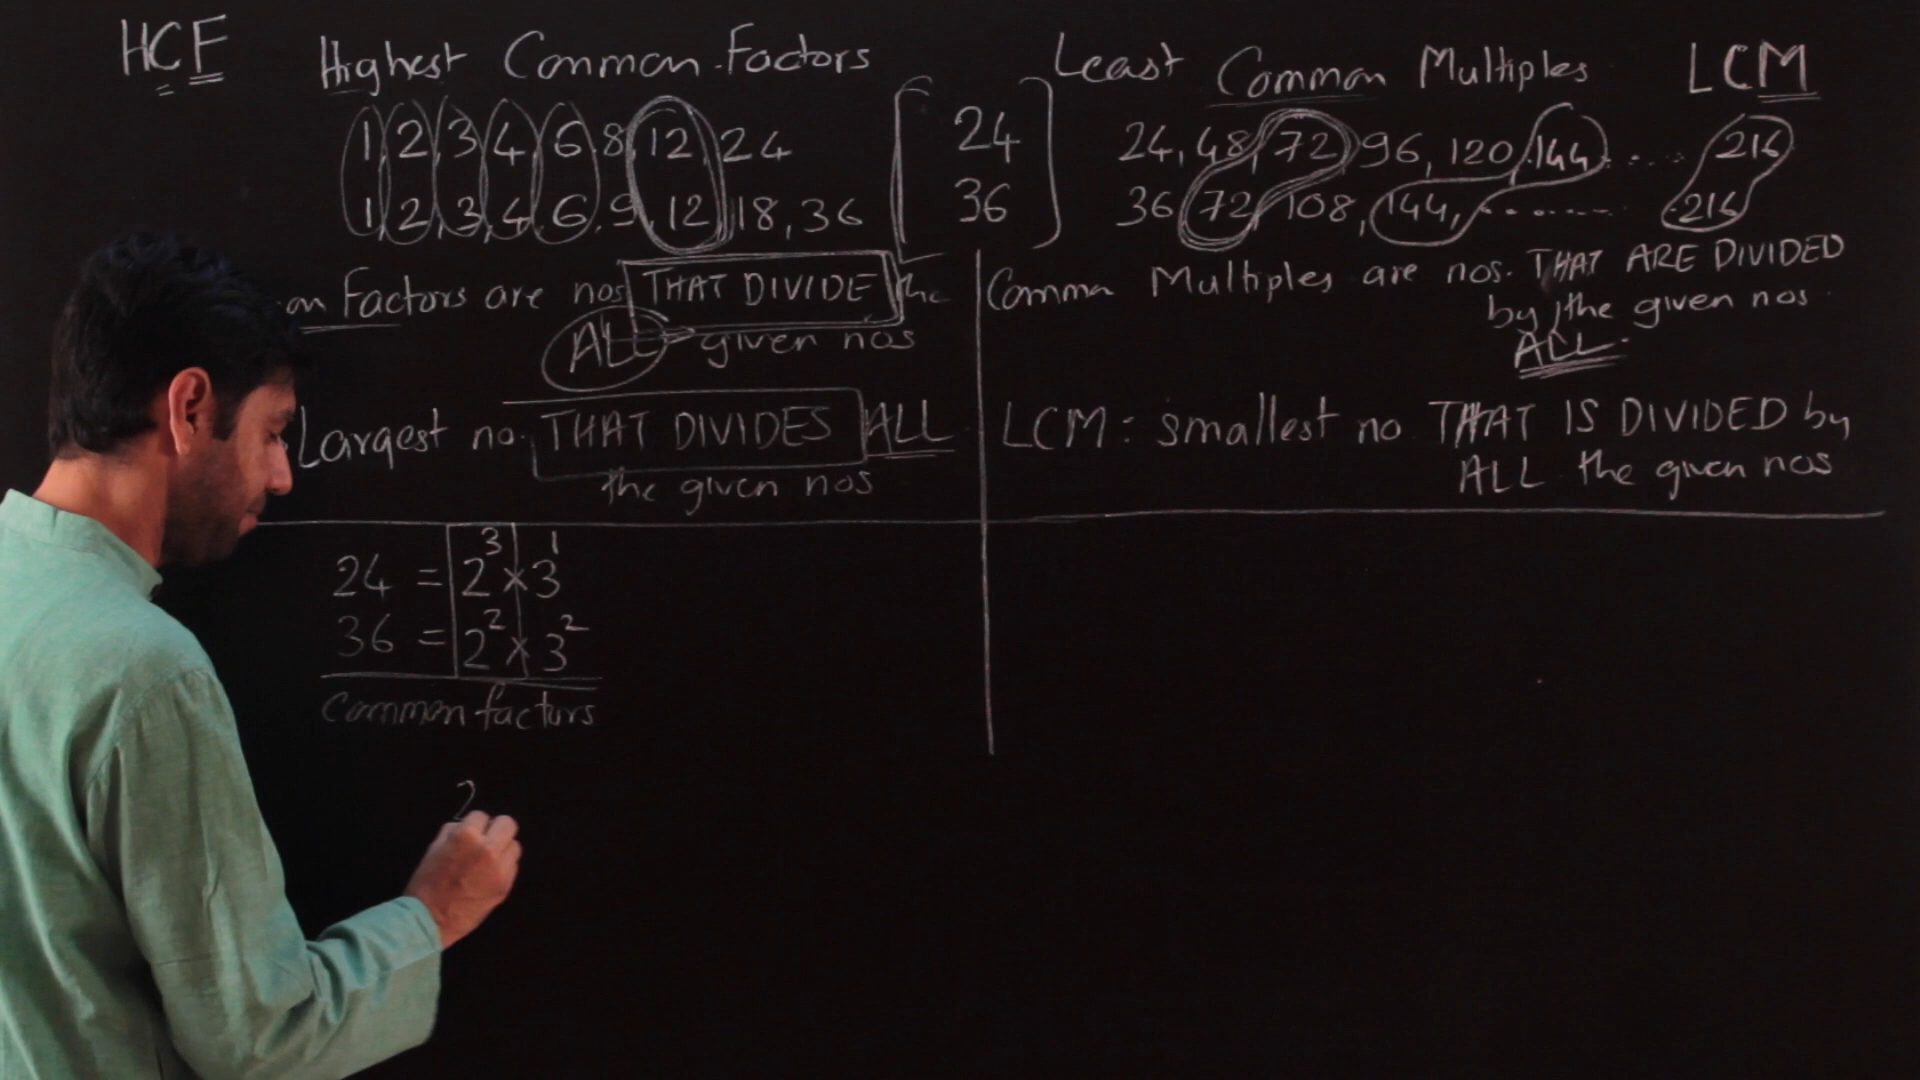 HCF Highest Common Factors
1, 2, 3, 4, 6, 8, 12, 24
1, 2, 3, 4, 6, 9, 12, 18, 36
on Factors are nos THAT DIVIDE the
ALL given nos
Largest no. THAT DIVIDES ALL
the given nos
24
36
Least Common Multiples LCM
24, 48, 72, 96, 120, 144, ..... 216
36, 72, 108, 144, ........ 216
Common Multiples are nos. THAT ARE DIVIDED
by the given nos
ALL.
LCM: smallest no THAT IS DIVIDED by
ALL the given nos
24 = 2³ × 3¹
36 = 2² × 3²
Common factors
2